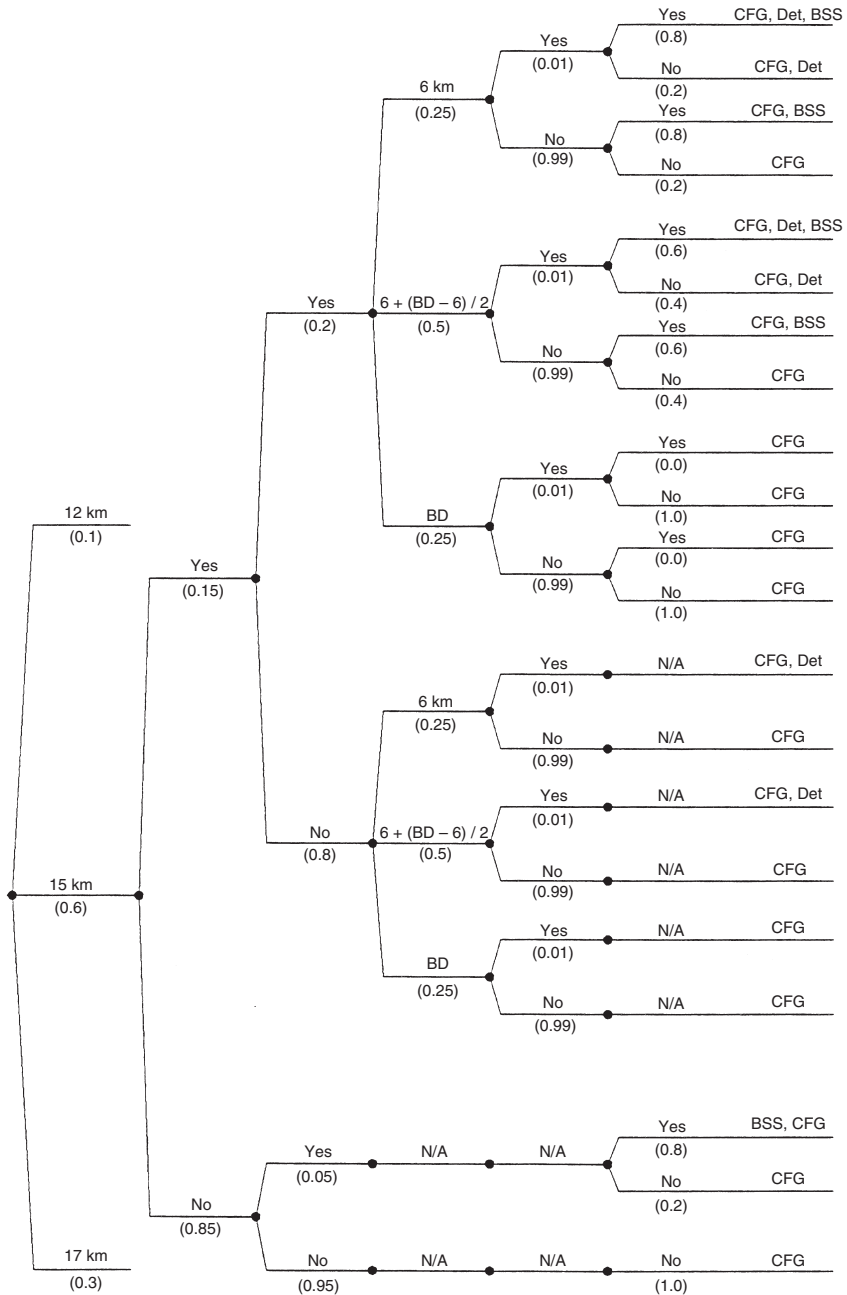 Yes
CFG, Det, BSS
(0.8)
Yes
(0.01)
No
CFG, Det
(0.2)
6 km
(0.25)
Yes
CFG, BSS
(0.8)
No
(0.99)
No
CFG
(0.2)
Yes
CFG, Det, BSS
(0.6)
Yes
(0.01)
No
CFG, Det
(0.4)
Yes
(0.2)
6 + (BD – 6) / 2
(0.5)
Yes
CFG, BSS
(0.6)
No
(0.99)
No
CFG
(0.4)
Yes
CFG
(0.0)
Yes
(0.01)
No
CFG
(1.0)
12 km
(0.1)
BD
(0.25)
Yes
CFG
(0.0)
Yes
(0.15)
No
(0.99)
No
CFG
(1.0)
Yes
(0.01)
N/A
CFG, Det
6 km
(0.25)
No
(0.99)
N/A
CFG
Yes
(0.01)
N/A
CFG, Det
No
(0.8)
6 + (BD – 6) / 2
(0.5)
15 km
(0.6)
No
(0.99)
N/A
CFG
Yes
(0.01)
N/A
CFG
BD
(0.25)
No
(0.99)
N/A
CFG
Yes
BSS, CFG
(0.8)
Yes
(0.05)
N/A
N/A
No
CFG
(0.2)
No
(0.85)
17 km
(0.3)
No
(0.95)
N/A
N/A
No
CFG
(1.0)